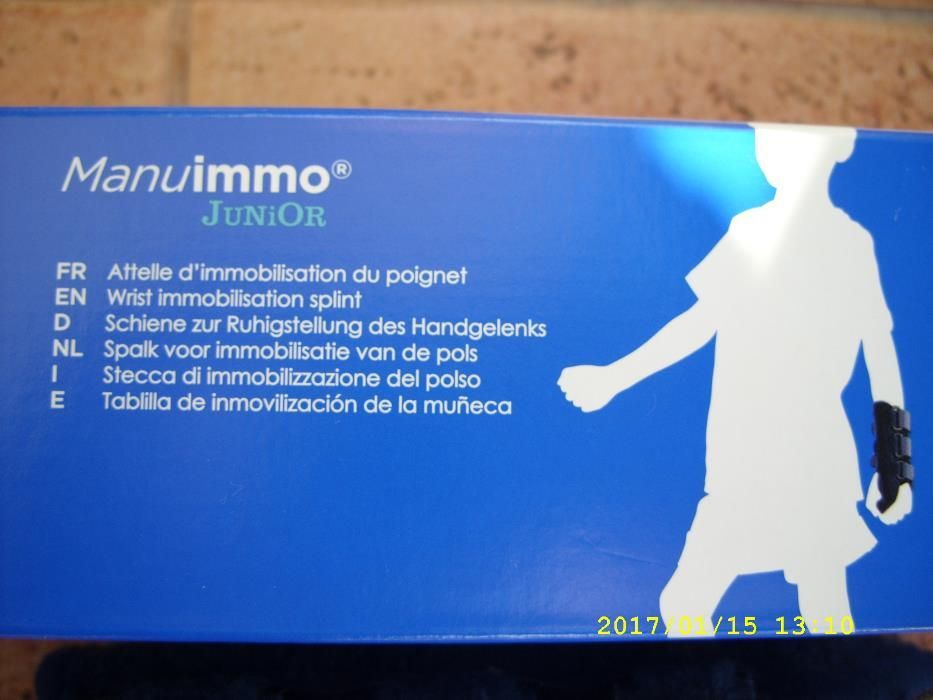 Manuimmo®
JUNiOR
FR Attelle d'immobilisation du poignet
EN Wrist immobilisation splint
D Schiene zur Ruhigstellung des Handgelenks
NL Spalk voor immobilisatie van de pols
I Stecca di immobilizzazione del polso
E Tablilla de inmovilización de la muñeca
2017/01/15 13:10